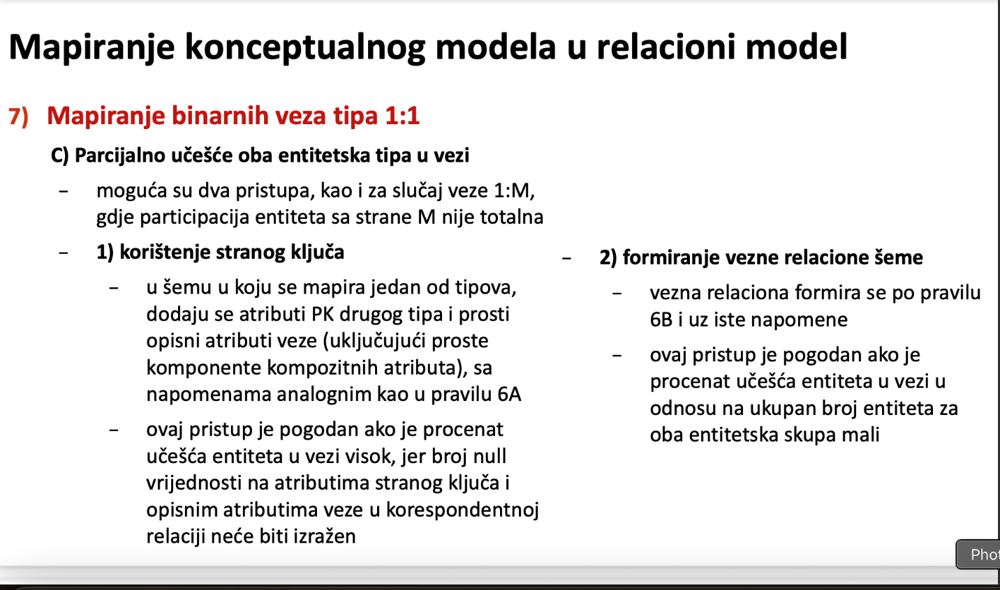 Mapiranje konceptualnog modela u relacioni model
7) Mapiranje binarnih veza tipa 1:1
C) Parcijalno učešće oba entitetska tipa u vezi
– moguća su dva pristupa, kao i za slučaj veze 1:M,
gdje participacija entiteta sa strane M nije totalna
– 1) korištenje stranog ključa
– u šemu u koju se mapira jedan od tipova,
dodaju se atributi PK drugog tipa i prosti
opisni atributi veze (uključujući proste
komponente kompozitnih atributa), sa
napomenama analognim kao u pravilu 6A
– ovaj pristup je pogodan ako je procenat
učešća entiteta u vezi visok, jer broj null
vrijednosti na atributima stranog ključa i
opisnim atributima veze u korespondentnoj
relaciji neće biti izražen
– 2) formiranje vezne relacione šeme
– vezna relaciona formira se po pravilu
6B i uz iste napomene
– ovaj pristup je pogodan ako je
procenat učešća entiteta u vezi u
odnosu na ukupan broj entiteta za
oba entitetska skupa mali